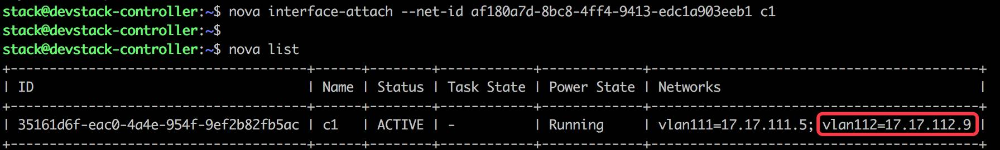 stack@devstack-controller:~$ nova interface-attach --net-id af180a7d-8bc8-4ff4-9413-edc1a903eeb1 c1
stack@devstack-controller:~$
stack@devstack-controller:~$ nova list
+--------------------------------------+------+--------+------------+-------------+------------------------------------------+
| ID                                   | Name | Status | Task State | Power State | Networks                                 |
+--------------------------------------+------+--------+------------+-------------+------------------------------------------+
| 35161d6f-eac0-4a4e-954f-9ef2b82fb5ac | c1   | ACTIVE | -          | Running     | vlan111=17.17.111.5; vlan112=17.17.112.9 |
+--------------------------------------+------+--------+------------+-------------+------------------------------------------+